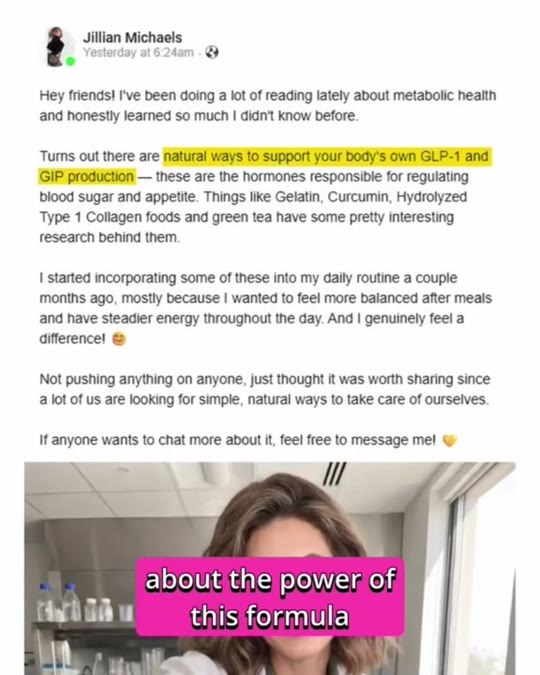 Jillian Michaels
Yesterday at 6:24am ·
Hey friends! I've been doing a lot of reading lately about metabolic health
and honestly learned so much I didn't know before.
Turns out there are natural ways to support your body's own GLP-1 and
GIP production — these are the hormones responsible for regulating
blood sugar and appetite. Things like Gelatin, Curcumin, Hydrolyzed
Type 1 Collagen foods and green tea have some pretty interesting
research behind them.
I started incorporating some of these into my daily routine a couple
months ago, mostly because I wanted to feel more balanced after meals
and have steadier energy throughout the day. And I genuinely feel a
difference! 😊
Not pushing anything on anyone, just thought it was worth sharing since
a lot of us are looking for simple, natural ways to take care of ourselves.
If anyone wants to chat more about it, feel free to message me! 💛
about the power of
this formula